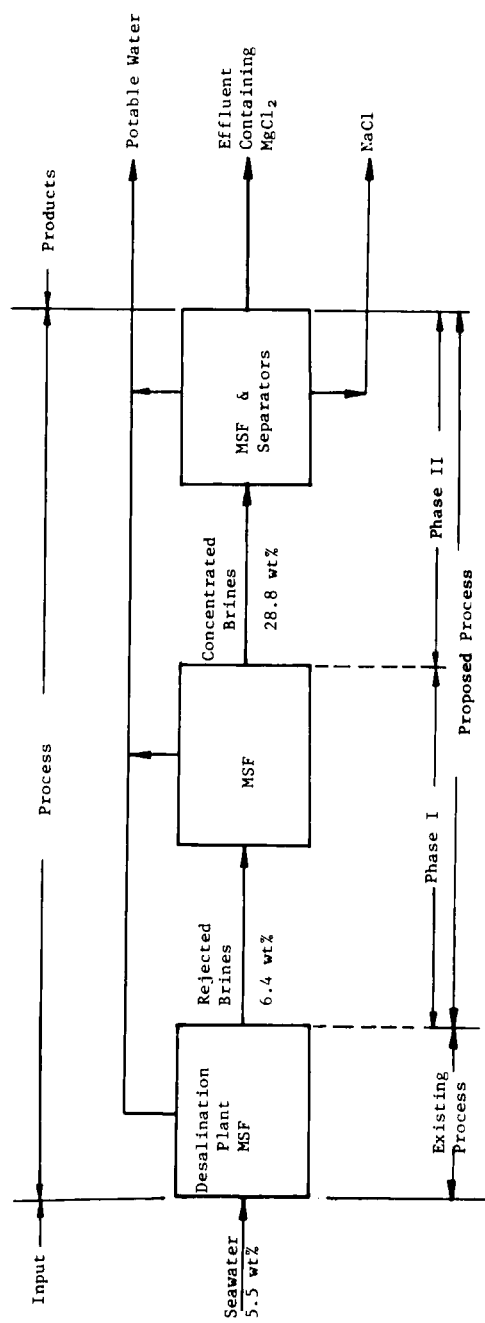 Input
Process
Products
Potable Water
Seawater
5.5 wt%
Desalination
Plant
MSF
Rejected
Brines
6.4 wt%
MSF
Concentrated
Brines
28.8 wt%
MSF &
Separators
Effluent
Containing
MgCl₂
NaCl
Existing
Process
Phase I
Phase II
Proposed Process